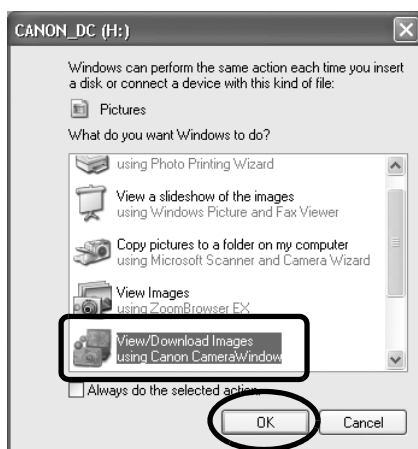 CANON_DC (H:)
Windows can perform the same action each time you insert
a disk or connect a device with this kind of file:
Pictures
What do you want Windows to do?
using Photo Printing Wizard
View a slideshow of the images
using Windows Picture and Fax Viewer
Copy pictures to a folder on my computer
using Microsoft Scanner and Camera Wizard
View Images
using ZoomBrowser EX
View/Download Images
using Canon CameraWindow
Always do the selected action.
OK
Cancel